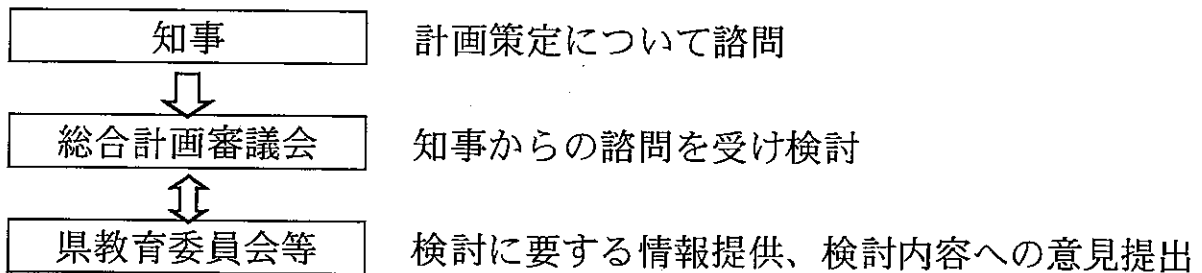 知事 計画策定について諮問
総合計画審議会 知事からの諮問を受け検討
県教育委員会等 検討に要する情報提供、検討内容への意見提出